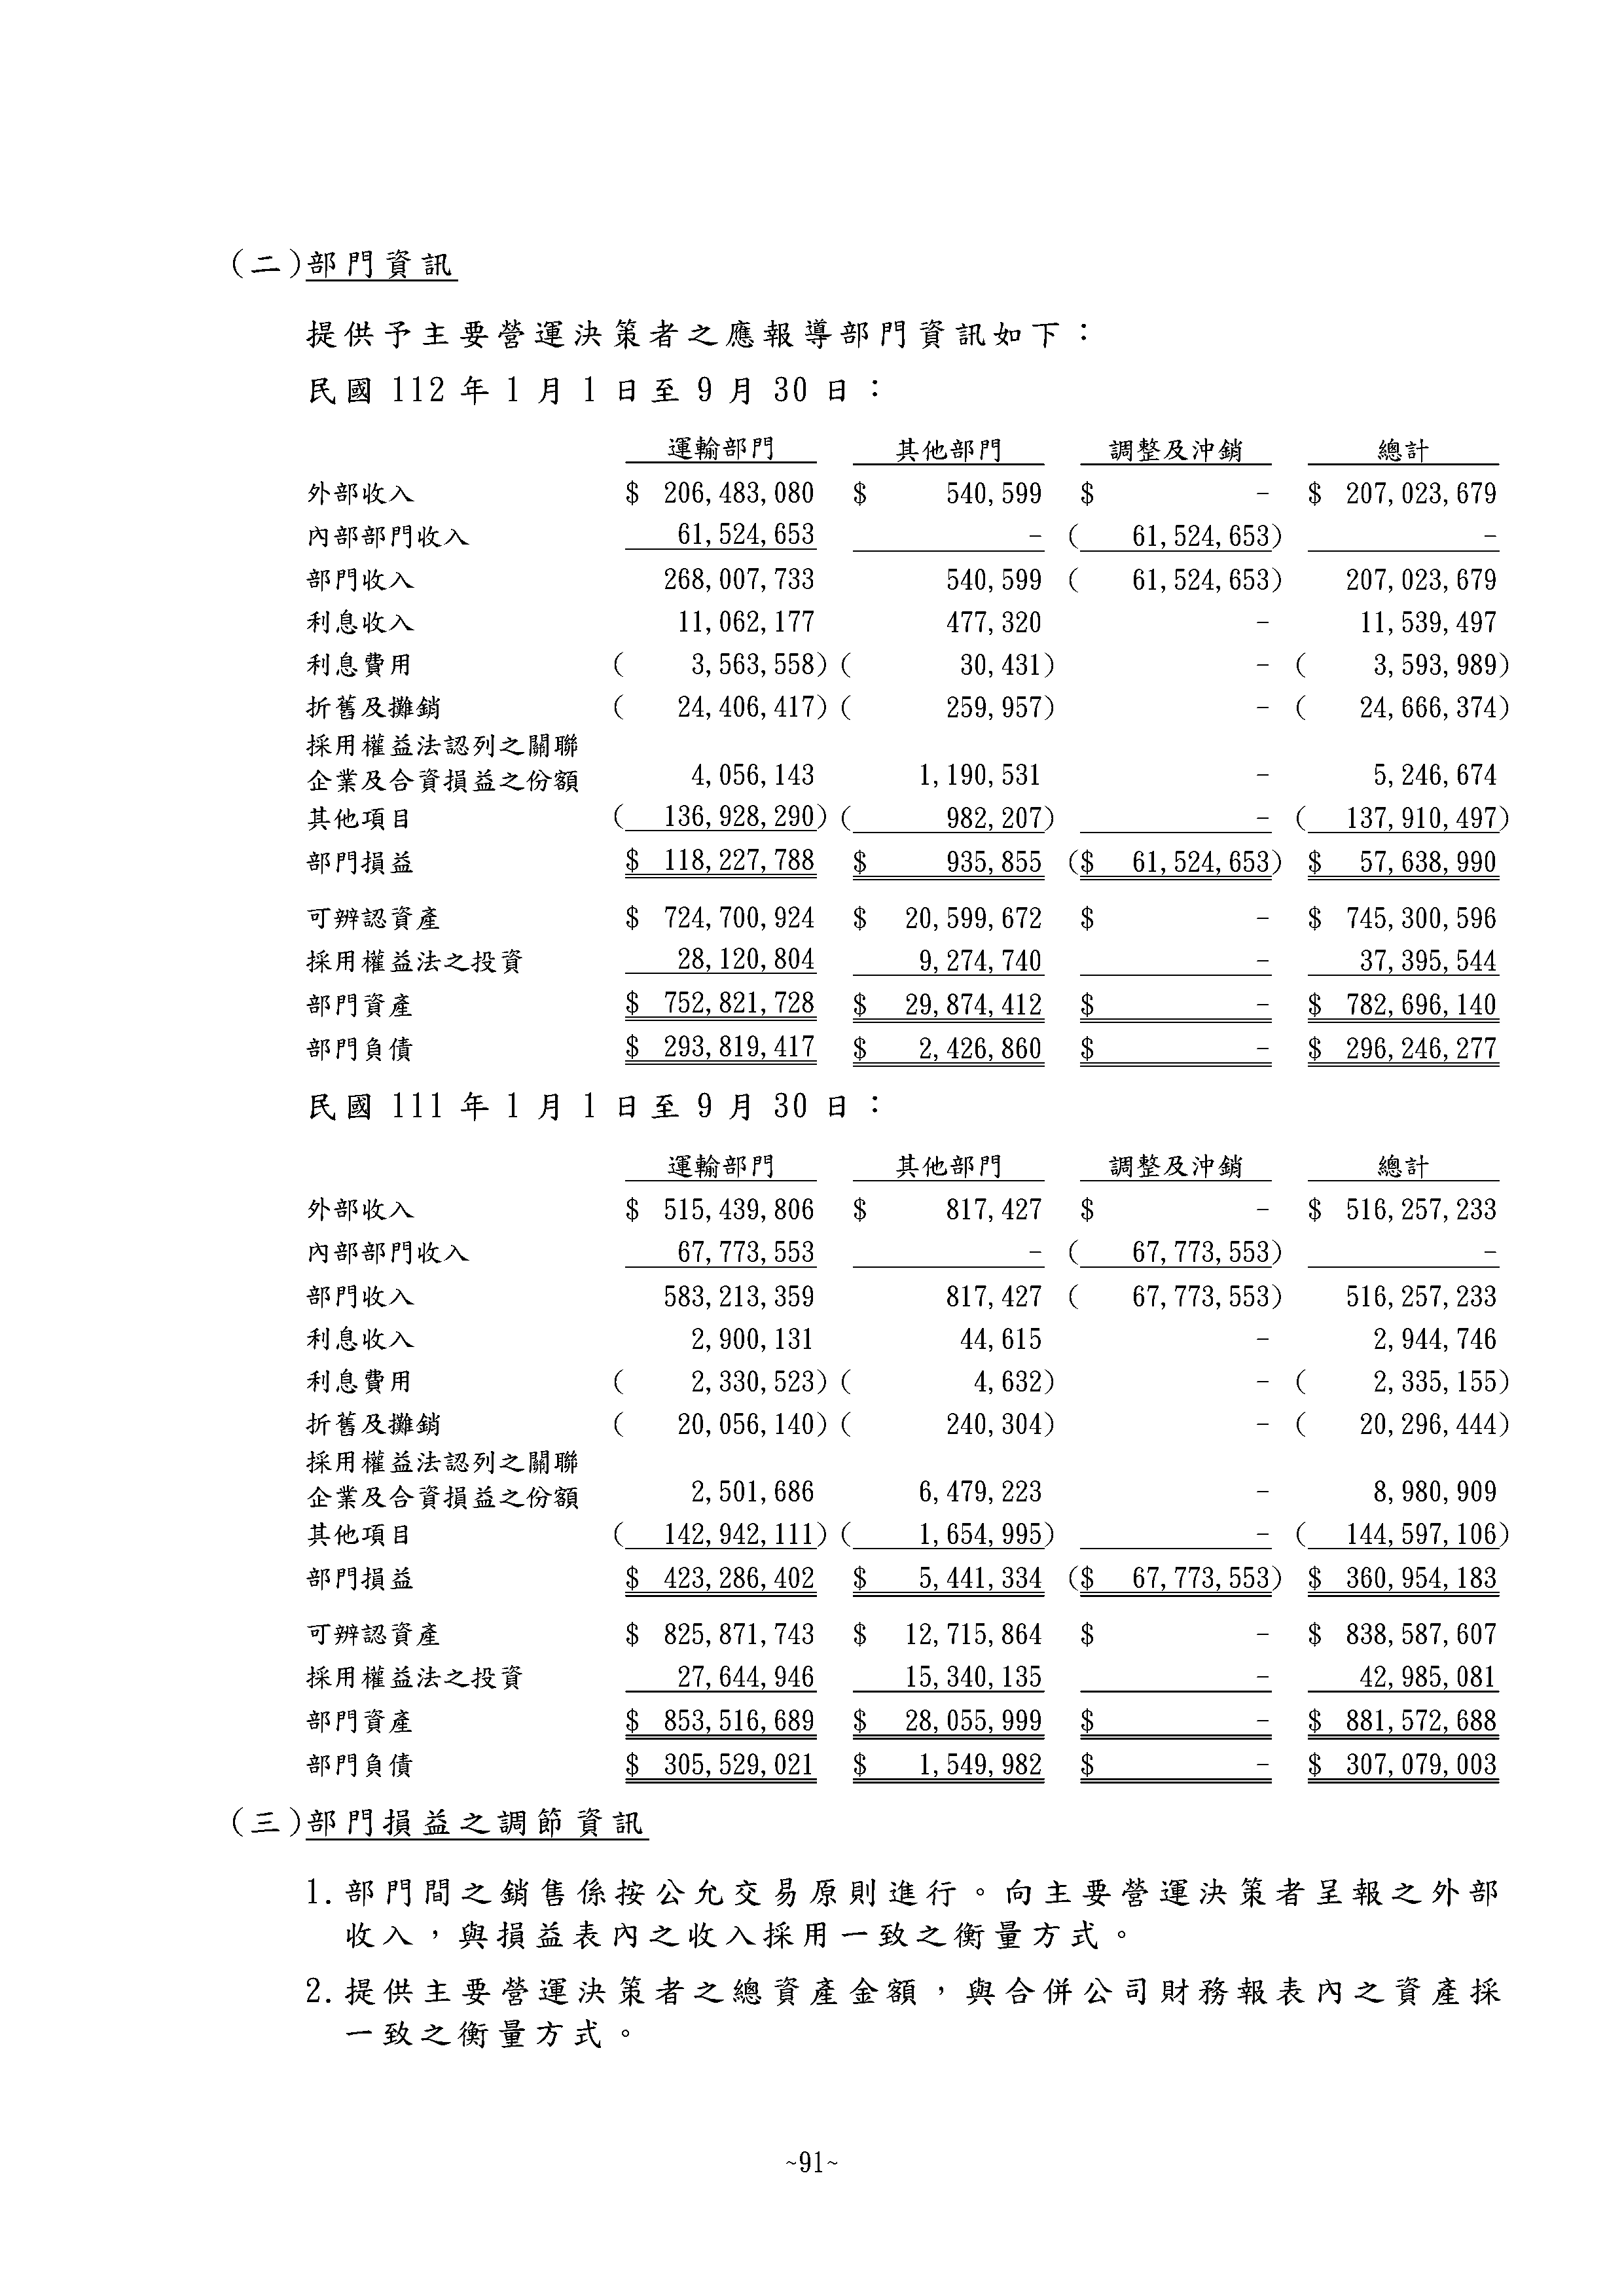 (二)部門資訊
提供予主要營運決策者之應報導部門資訊如下：
民國 112 年 1 月 1 日至 9 月 30 日：
運輸部門 其他部門 調整及沖銷 總計
外部收入 $ 206,483,080 $ 540,599 $ - $ 207,023,679
內部部門收入 61,524,653 - ( 61,524,653) -
部門收入 268,007,733 540,599 ( 61,524,653) 207,023,679
利息收入 11,062,177 477,320 - 11,539,497
利息費用 ( 3,563,558) ( 30,431) - ( 3,593,989)
折舊及攤銷 ( 24,406,417) ( 259,957) - ( 24,666,374)
採用權益法認列之關聯
企業及合資損益之份額 4,056,143 1,190,531 - 5,246,674
其他項目 ( 136,928,290) ( 982,207) - ( 137,910,497)
部門損益 $ 118,227,788 $ 935,855 ($ 61,524,653) $ 57,638,990
可辨認資產 $ 724,700,924 $ 20,599,672 $ - $ 745,300,596
採用權益法之投資 28,120,804 9,274,740 - 37,395,544
部門資產 $ 752,821,728 $ 29,874,412 $ - $ 782,696,140
部門負債 $ 293,819,417 $ 2,426,860 $ - $ 296,246,277
民國 111 年 1 月 1 日至 9 月 30 日：
運輸部門 其他部門 調整及沖銷 總計
外部收入 $ 515,439,806 $ 817,427 $ - $ 516,257,233
內部部門收入 67,773,553 - ( 67,773,553) -
部門收入 583,213,359 817,427 ( 67,773,553) 516,257,233
利息收入 2,900,131 44,615 - 2,944,746
利息費用 ( 2,330,523) ( 4,632) - ( 2,335,155)
折舊及攤銷 ( 20,056,140) ( 240,304) - ( 20,296,444)
採用權益法認列之關聯
企業及合資損益之份額 2,501,686 6,479,223 - 8,980,909
其他項目 ( 142,942,111) ( 1,654,995) - ( 144,597,106)
部門損益 $ 423,286,402 $ 5,441,334 ($ 67,773,553) $ 360,954,183
可辨認資產 $ 825,871,743 $ 12,715,864 $ - $ 838,587,607
採用權益法之投資 27,644,946 15,340,135 - 42,985,081
部門資產 $ 853,516,689 $ 28,055,999 $ - $ 881,572,688
部門負債 $ 305,529,021 $ 1,549,982 $ - $ 307,079,003
(三)部門損益之調節資訊
1.部門間之銷售係按公允交易原則進行。向主要營運決策者呈報之外部
收入，與損益表內之收入採用一致之衡量方式。
2.提供主要營運決策者之總資產金額，與合併公司財務報表內之資產採
一致之衡量方式。
~91~